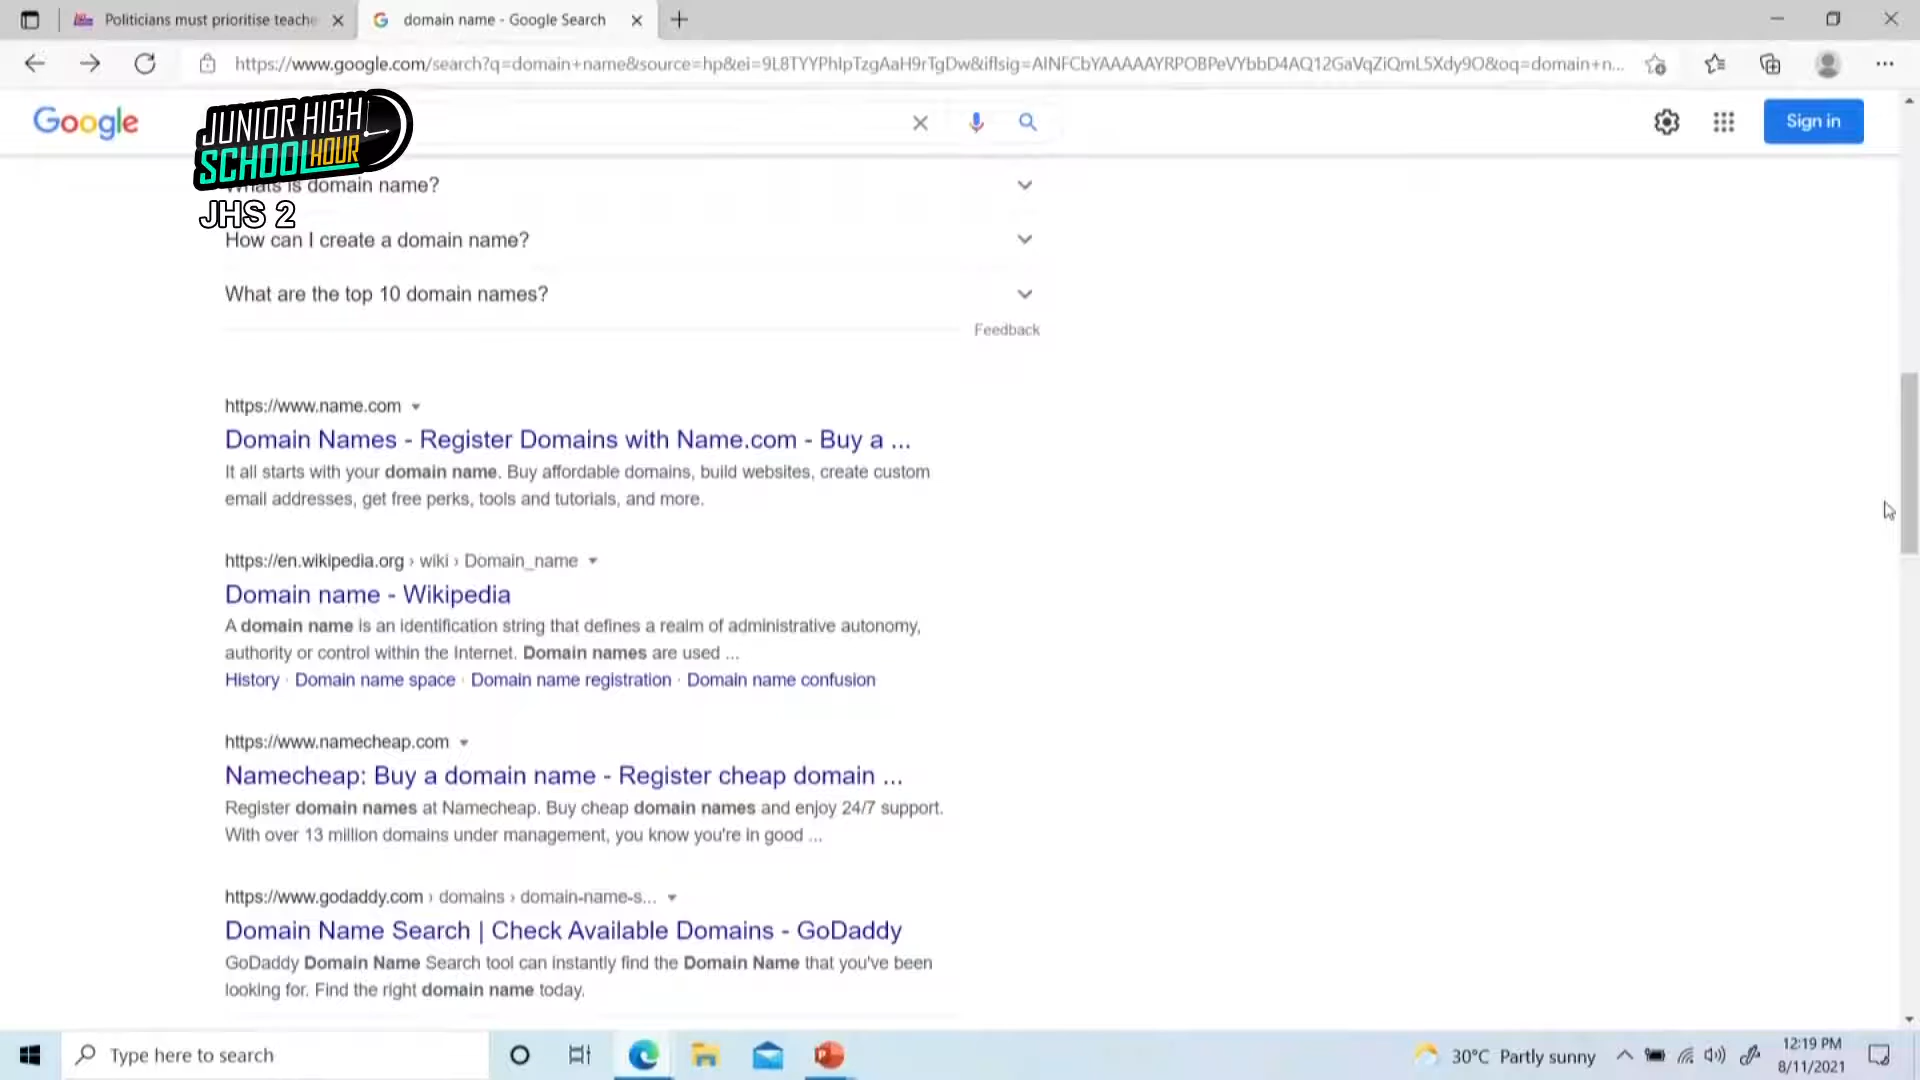 Politicians must prioritise teache
domain name - Google Search
https://www.google.com/search?q=domain+name&source=hp&ei=9L8TYYPhIpTzgAaH9rTgDw&iflsig=AINFCbYAAAAAYRPOBPeVYbbD4AQ12GaVqZiQmL5Xdy9O&oq=domain+n...
Google
JUNIOR HIGH
SCHOOL HOUR
JHS 2
Sign in
Whats is domain name?
How can I create a domain name?
What are the top 10 domain names?
Feedback
https://www.name.com
Domain Names - Register Domains with Name.com - Buy a ...
It all starts with your domain name. Buy affordable domains, build websites, create custom
email addresses, get free perks, tools and tutorials, and more.
https://en.wikipedia.org › wiki › Domain_name
Domain name - Wikipedia
A domain name is an identification string that defines a realm of administrative autonomy,
authority or control within the Internet. Domain names are used ...
History · Domain name space · Domain name registration · Domain name confusion
https://www.namecheap.com
Namecheap: Buy a domain name - Register cheap domain ...
Register domain names at Namecheap. Buy cheap domain names and enjoy 24/7 support.
With over 13 million domains under management, you know you're in good ...
https://www.godaddy.com › domains › domain-name-s...
Domain Name Search | Check Available Domains - GoDaddy
GoDaddy Domain Name Search tool can instantly find the Domain Name that you've been
looking for. Find the right domain name today.
Type here to search
30°C Partly sunny
12:19 PM
8/11/2021